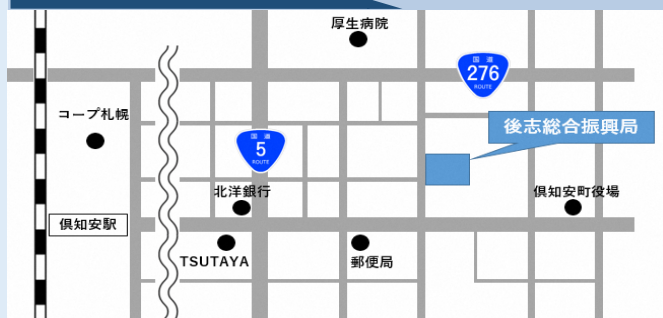 厚生病院
国道
276
ROUTE
コープ札幌
後志総合振興局
国道
5
ROUTE
北洋銀行
倶知安町役場
倶知安駅
TSUTAYA
郵便局